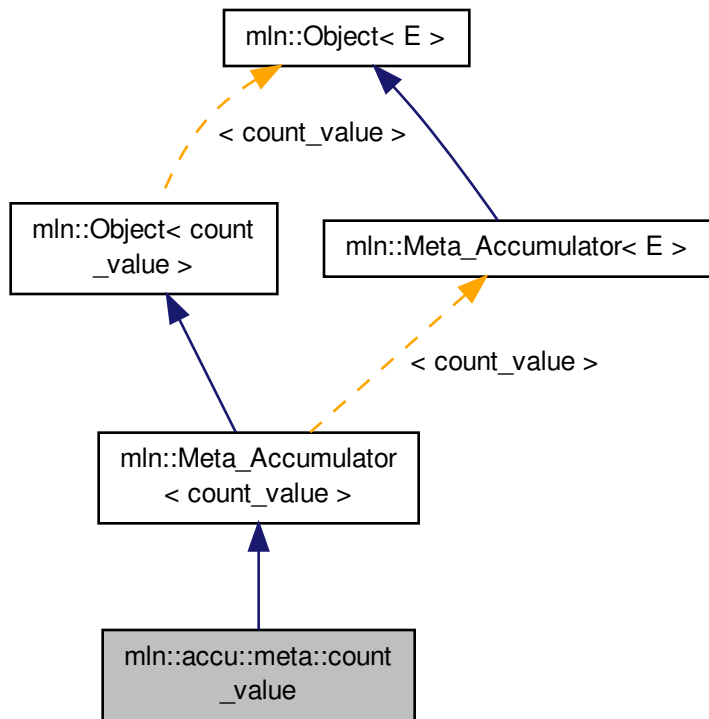 mln::Object< E >
< count_value >
mln::Object< count
_value >
mln::Meta_Accumulator< E >
< count_value >
mln::Meta_Accumulator
< count_value >
mln::accu::meta::count
_value